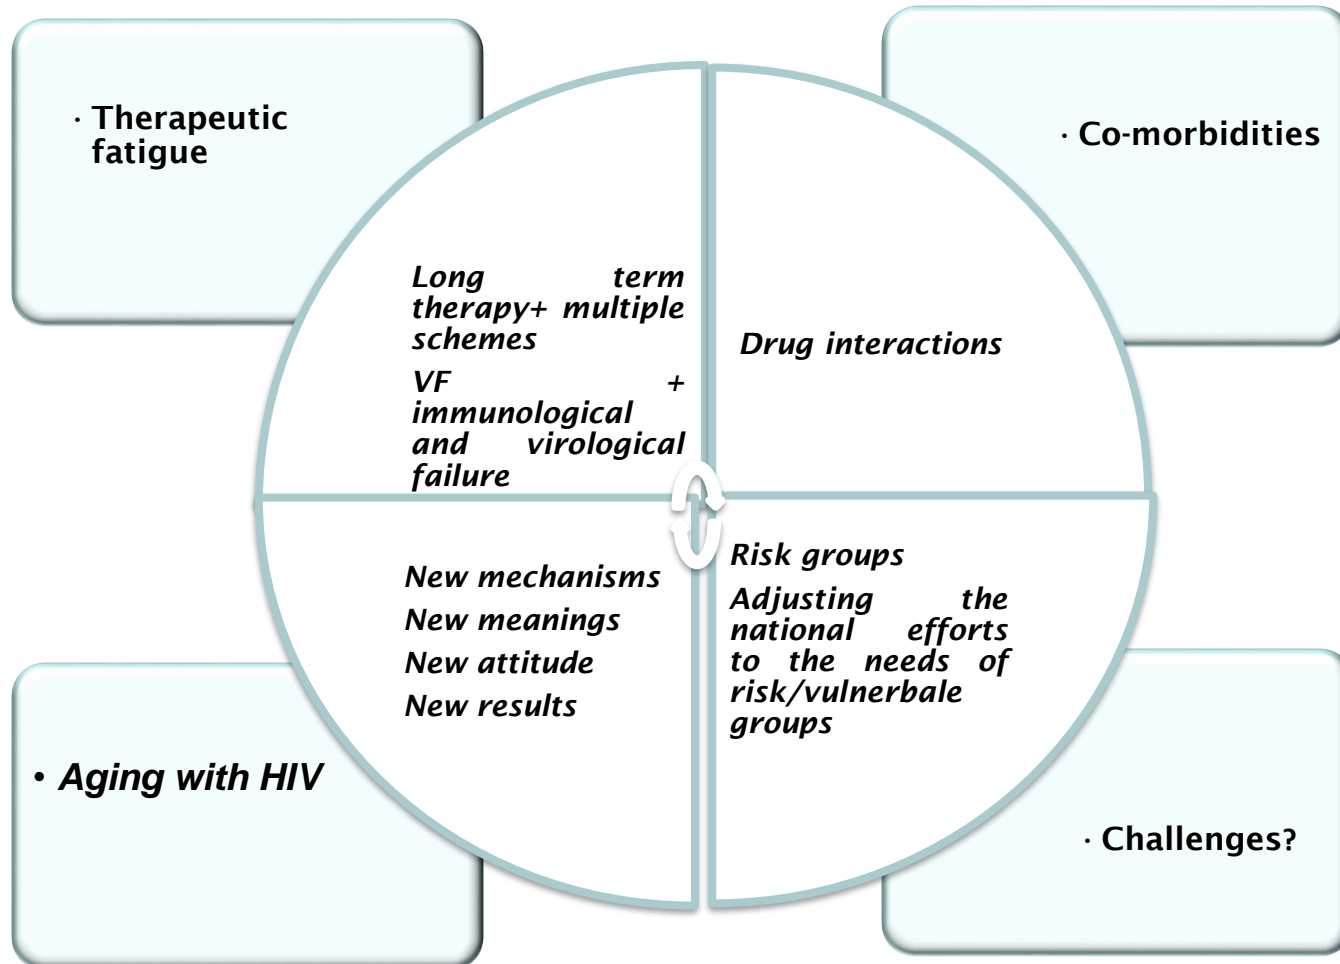 · Therapeutic
fatigue
· Co-morbidities
Long term
therapy+ multiple
schemes
VF +
immunological
and virological
failure
Drug interactions
New mechanisms
New meanings
New attitude
New results
Risk groups
Adjusting the
national efforts
to the needs of
risk/vulnerbale
groups
• Aging with HIV
· Challenges?